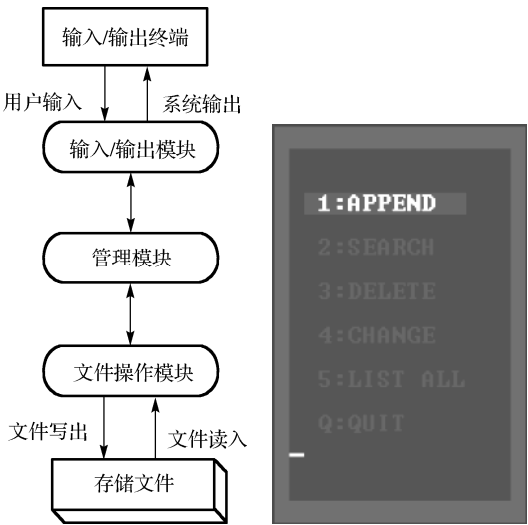 输入/输出终端
用户输入
系统输出
输入/输出模块
管理模块
文件操作模块
文件写出
文件读入
存储文件
1:APPEND
2:SEARCH
3:DELETE
4:CHANGE
5:LIST ALL
Q:QUIT